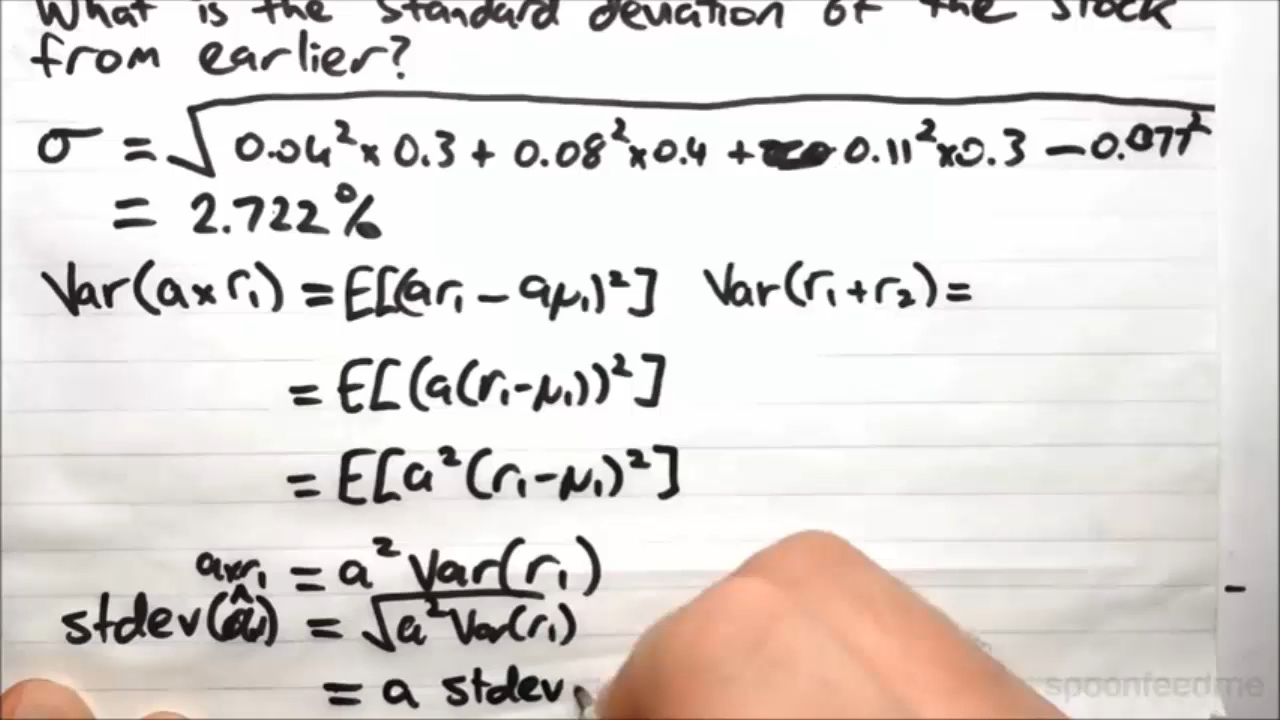 What is the standard deviation of the stock
from earlier?
σ = √0.04² × 0.3 + 0.08² × 0.4 + 0.11² × 0.3 − 0.077²
= 2.722%
Var(a × r₁) = E[(ar₁ − aμ₁)²] Var(r₁ + r₂) =
= E[(a(r₁ − μ₁))²]
= E[a²(r₁ − μ₁)²]
= a² Var(r₁)
a×r₁
stdev( ) = √a² Var(r₁)
= a stdev
spoonfeedme